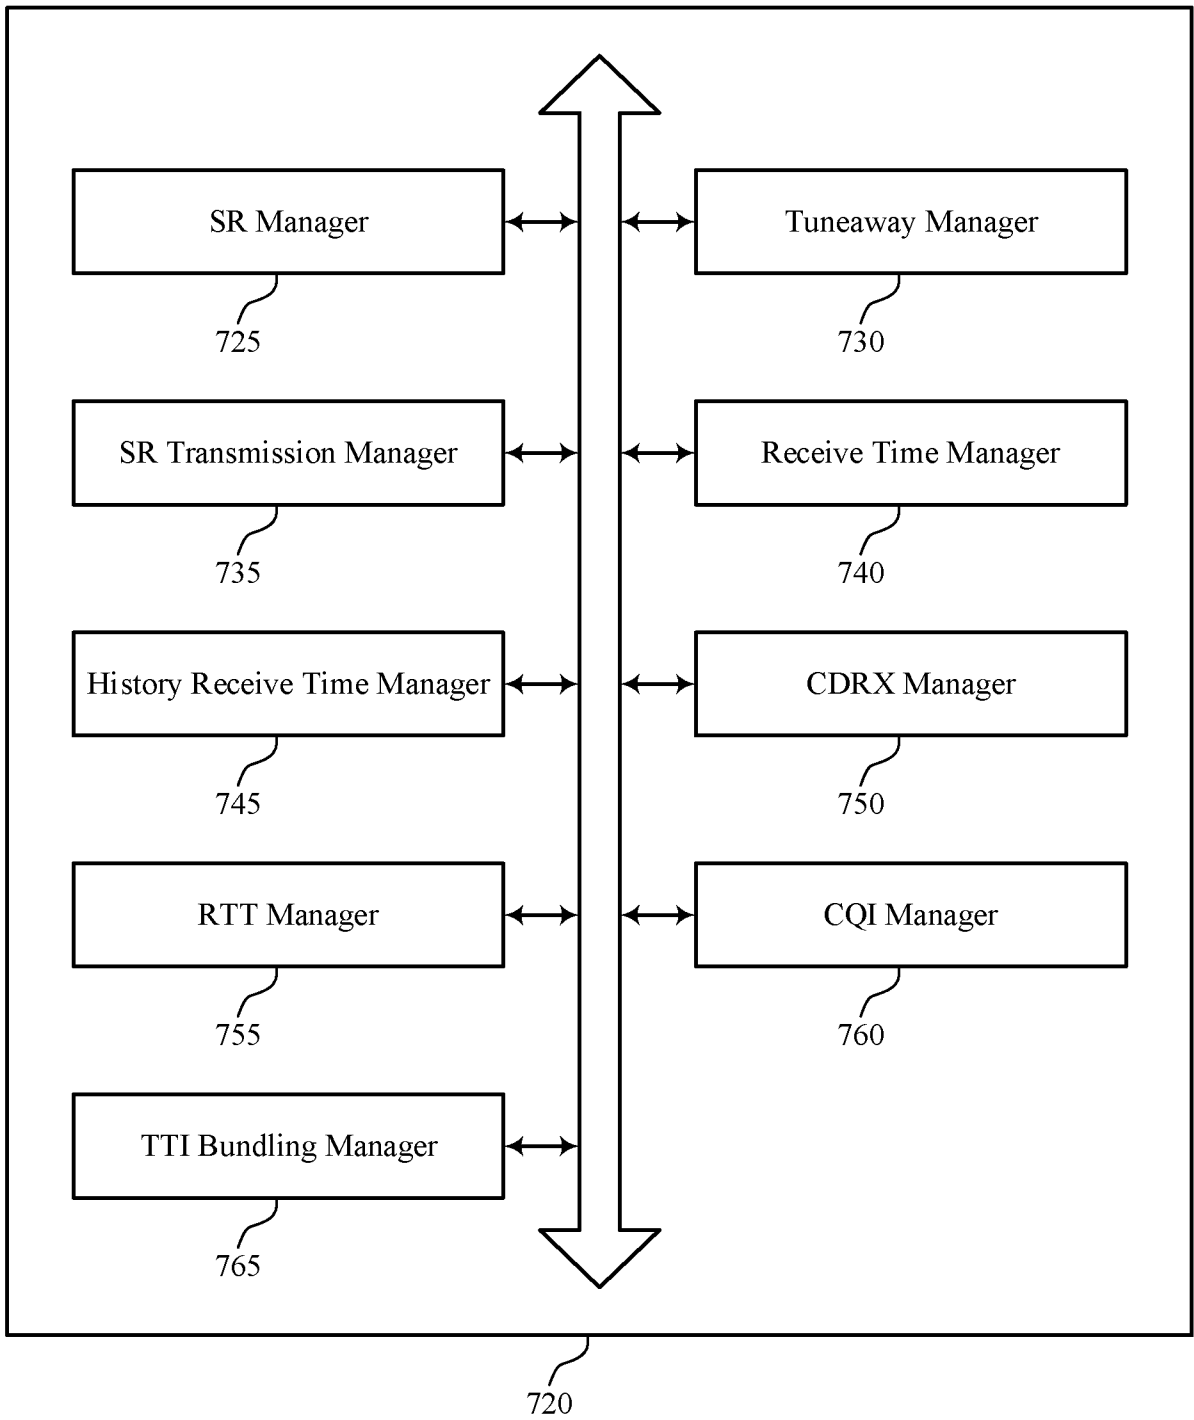 SR Manager
Tuneaway Manager
725
730
SR Transmission Manager
Receive Time Manager
735
740
History Receive Time Manager
CDRX Manager
745
750
RTT Manager
CQI Manager
755
760
TTI Bundling Manager
765
720